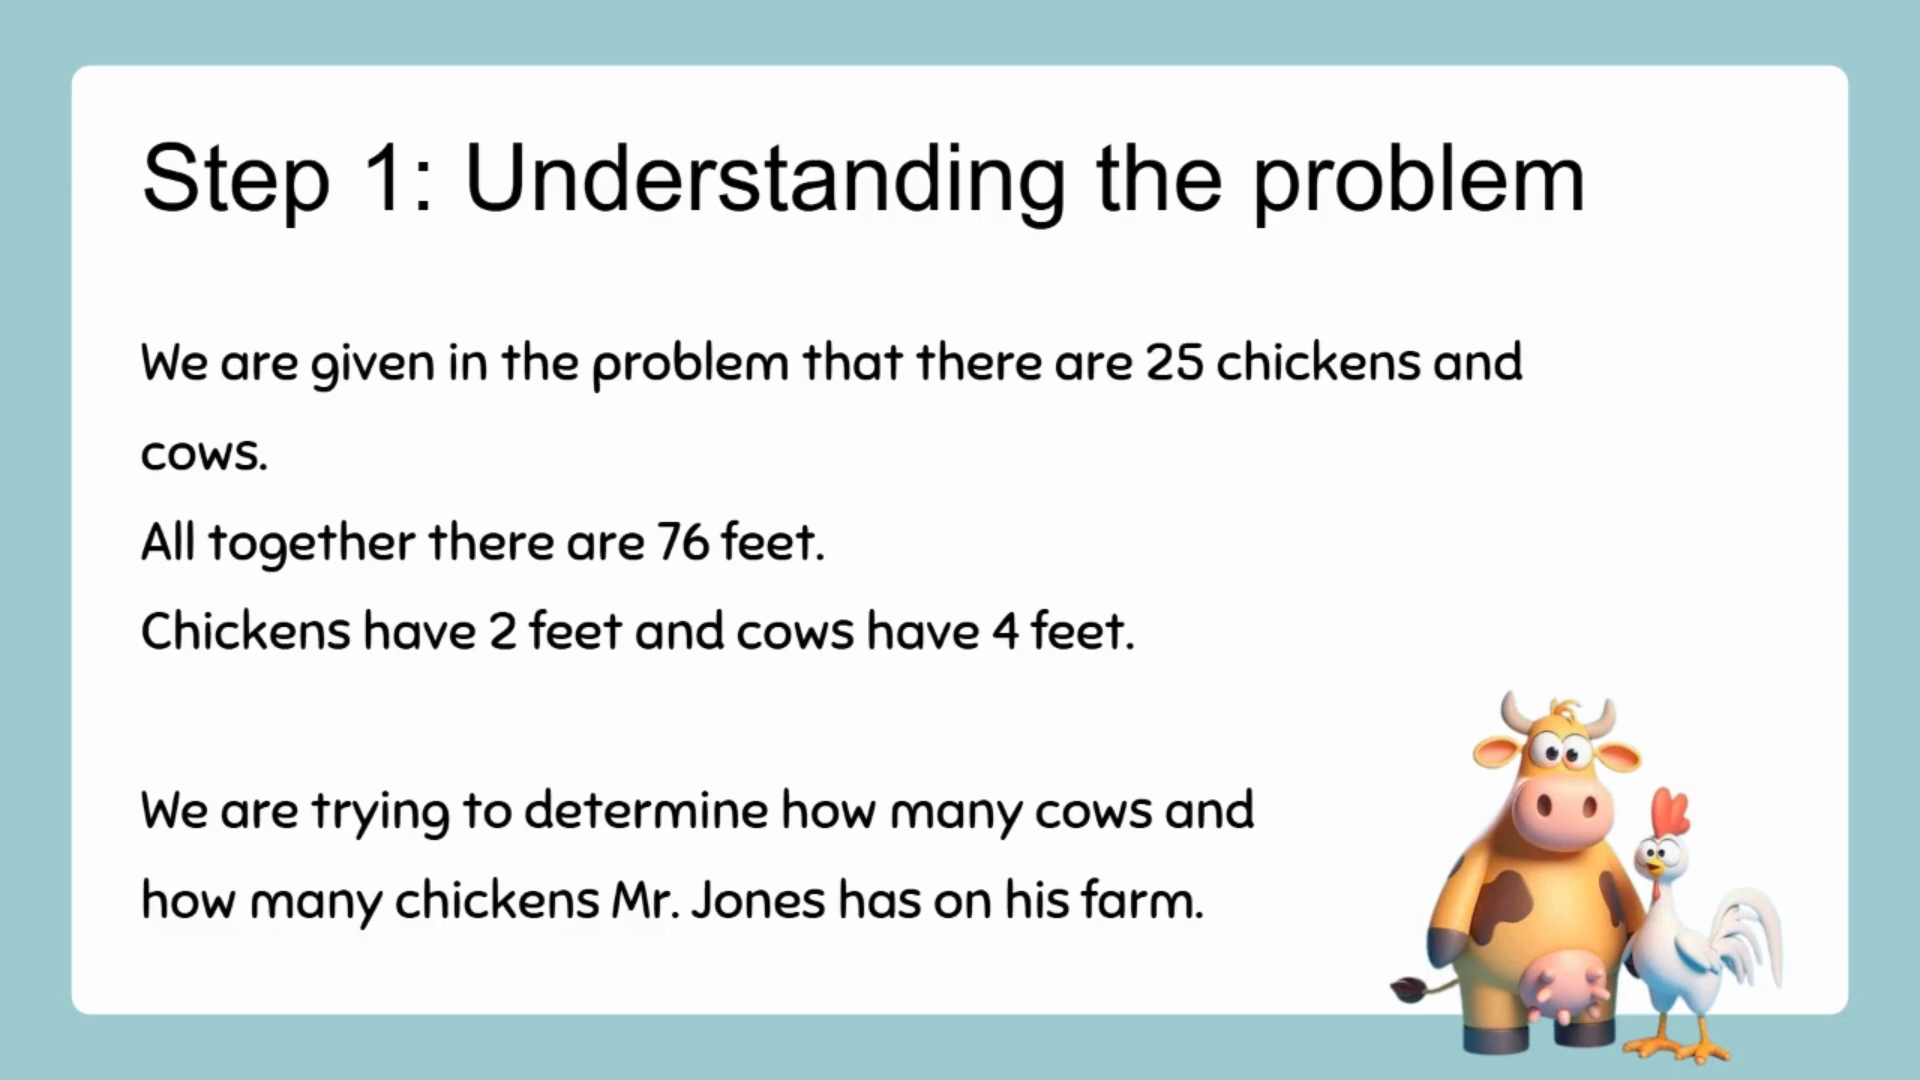 Step 1: Understanding the problem
We are given in the problem that there are 25 chickens and
cows.
All together there are 76 feet.
Chickens have 2 feet and cows have 4 feet.
We are trying to determine how many cows and
how many chickens Mr. Jones has on his farm.